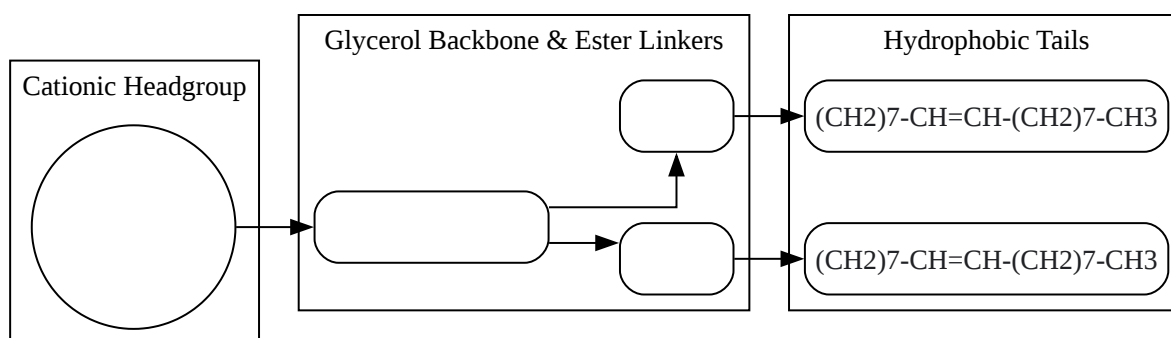 Cationic Headgroup
Glycerol Backbone & Ester Linkers
Hydrophobic Tails
(CH2)7-CH=CH-(CH2)7-CH3
(CH2)7-CH=CH-(CH2)7-CH3